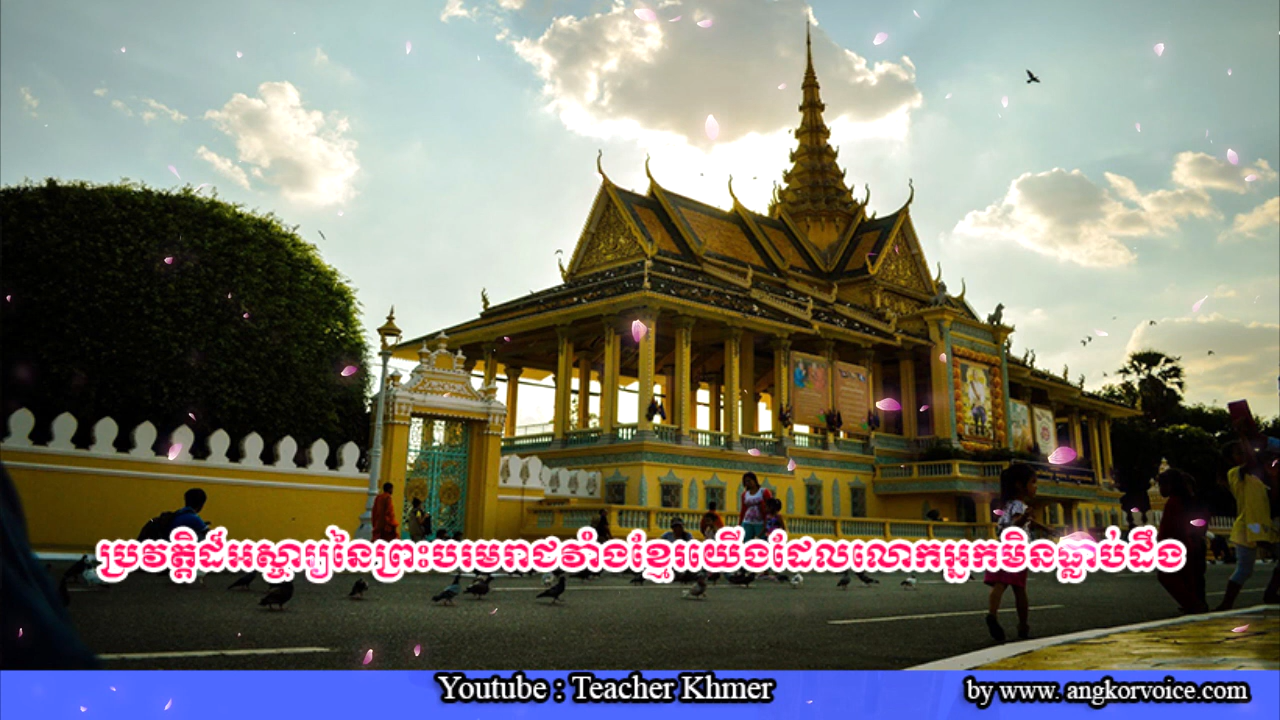 ប្រវត្តិដ៏អស្ចារ្យនៃព្រះបរមរាជវាំងខ្មែរយើងដែលលោកអ្នកមិនធ្លាប់ដឹង
Youtube : Teacher Khmer
by www. angkorvoice.com